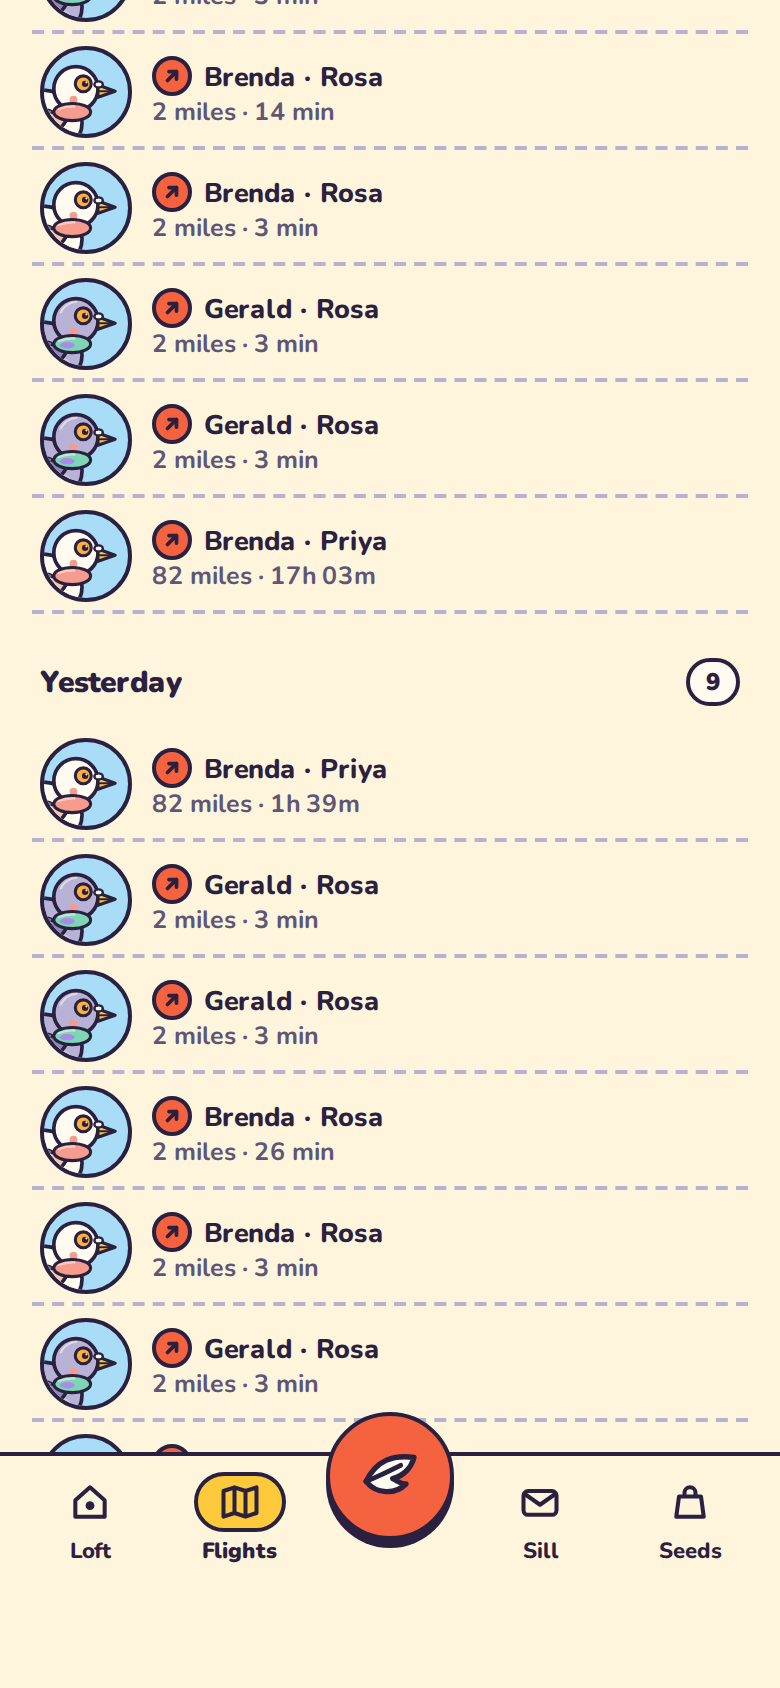 Brenda · Rosa
2 miles · 14 min
Brenda · Rosa
2 miles · 3 min
Gerald · Rosa
2 miles · 3 min
Gerald · Rosa
2 miles · 3 min
Brenda · Priya
82 miles · 17h 03m
Yesterday
9
Brenda · Priya
82 miles · 1h 39m
Gerald · Rosa
2 miles · 3 min
Gerald · Rosa
2 miles · 3 min
Brenda · Rosa
2 miles · 26 min
Brenda · Rosa
2 miles · 3 min
Gerald · Rosa
2 miles · 3 min
Loft
Flights
Sill
Seeds